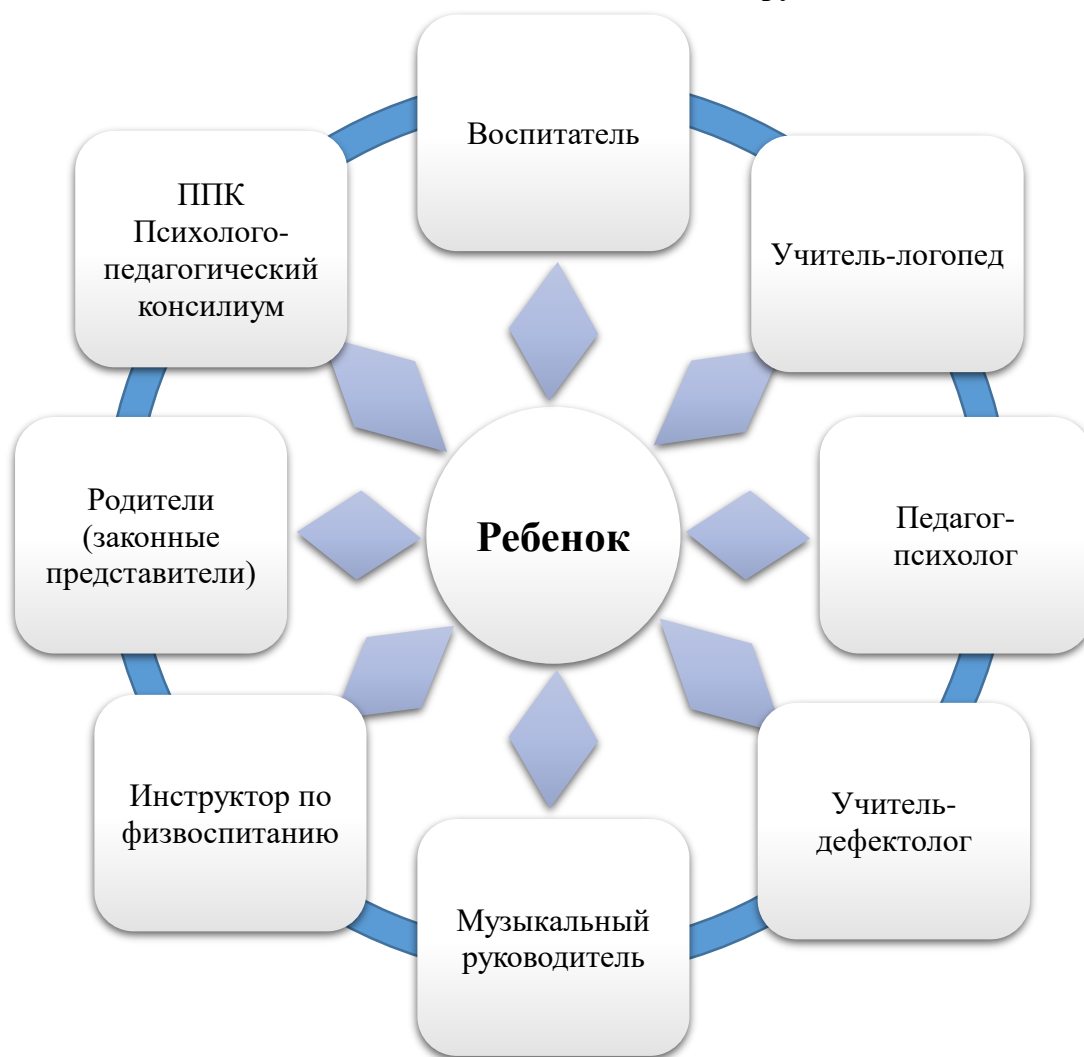 Воспитатель
Учитель-логопед
Педагог-
психолог
Учитель-
дефектолог
Музыкальный
руководитель
Инструктор по
физвоспитанию
Родители
(законные
представители)
ППК
Психолого-
педагогический
консилиум
Ребенок